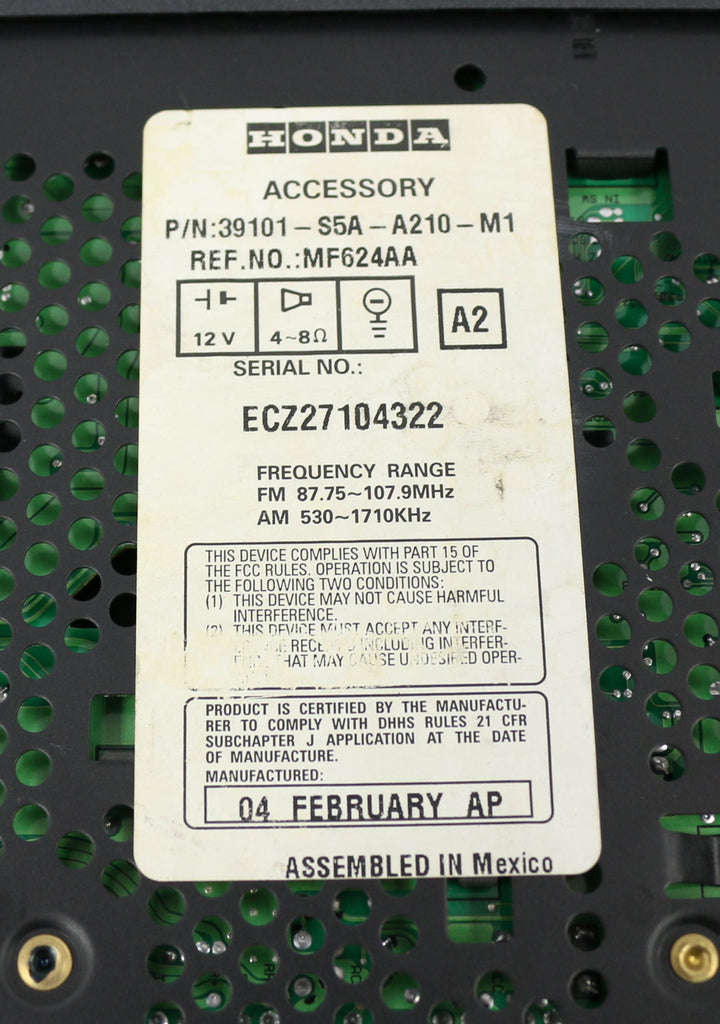 HONDA
ACCESSORY
P/N:39101-S5A-A210-M1
REF.NO.:MF624AA
12 V
4~8Ω
A2
SERIAL NO.:
ECZ27104322
FREQUENCY RANGE
FM 87.75~107.9MHz
AM 530~1710KHz
THIS DEVICE COMPLIES WITH PART 15 OF
THE FCC RULES. OPERATION IS SUBJECT TO
THE FOLLOWING TWO CONDITIONS:
(1) THIS DEVICE MAY NOT CAUSE HARMFUL
INTERFERENCE.
(2) THIS DEVICE MUST ACCEPT ANY INTERF-
INCLUDING INTERFER-
THAT MAY CAUSE UNDESIRED OPER-
PRODUCT IS CERTIFIED BY THE MANUFACTU-
RER TO COMPLY WITH DHHS RULES 21 CFR
SUBCHAPTER J APPLICATION AT THE DATE
OF MANUFACTURE.
MANUFACTURED:
04 FEBRUARY AP
ASSEMBLED IN Mexico